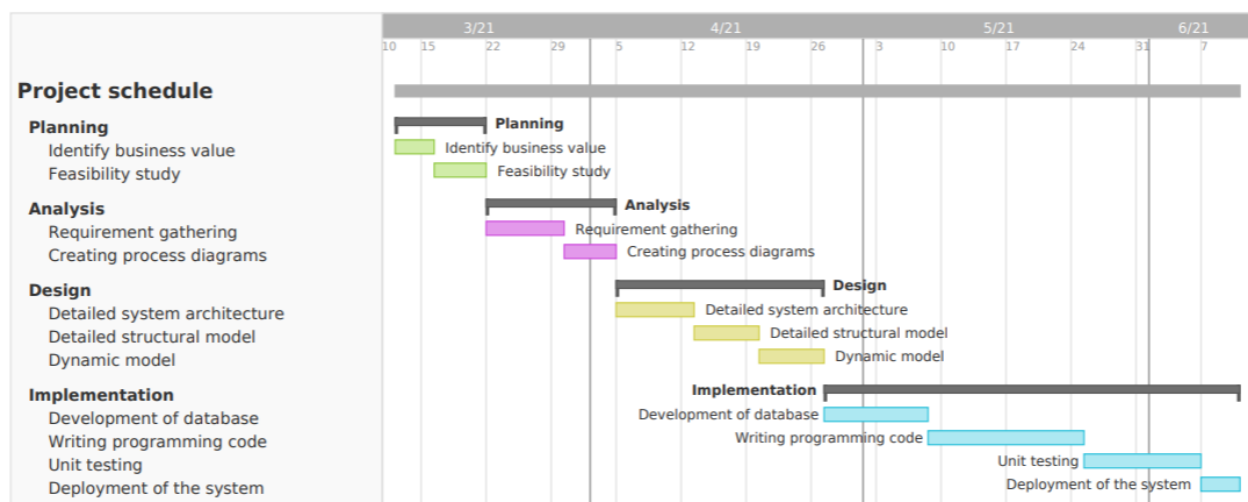 3/21 4/21 5/21 6/21
10 15 22 29 5 12 19 26 3 10 17 24 31 7
Project schedule
Planning Planning
Identify business value Identify business value
Feasibility study Feasibility study
Analysis Analysis
Requirement gathering Requirement gathering
Creating process diagrams Creating process diagrams
Design Design
Detailed system architecture Detailed system architecture
Detailed structural model Detailed structural model
Dynamic model Dynamic model
Implementation Implementation
Development of database Development of database
Writing programming code Writing programming code
Unit testing Unit testing
Deployment of the system Deployment of the system